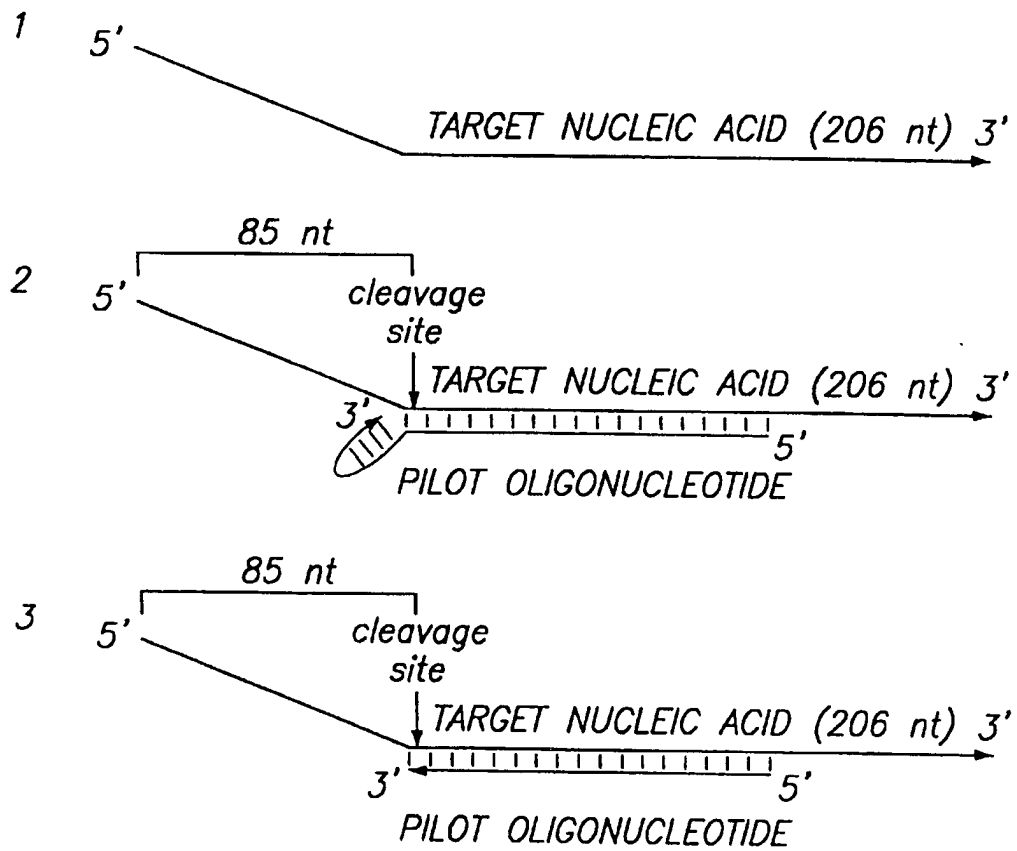 1
5'
TARGET NUCLEIC ACID (206 nt) 3'
85 nt
2
5'
cleavage
site
TARGET NUCLEIC ACID (206 nt) 3'
3'
5'
PILOT OLIGONUCLEOTIDE
85 nt
3
5'
cleavage
site
TARGET NUCLEIC ACID (206 nt) 3'
3'
5'
PILOT OLIGONUCLEOTIDE